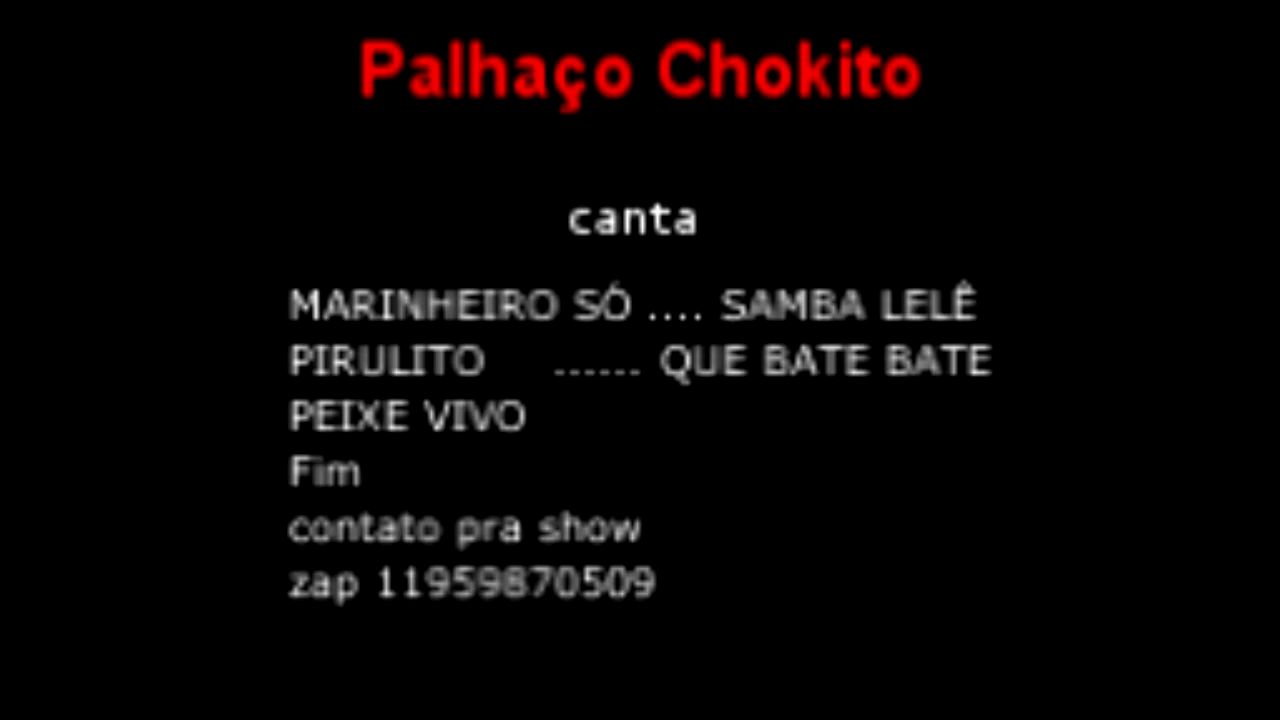 Palhaço Chokito
canta
MARINHEIRO SÓ .... SAMBA LELÊ
PIRULITO ...... QUE BATE BATE
PEIXE VIVO
Fim
contato pra show
zap 11959870509